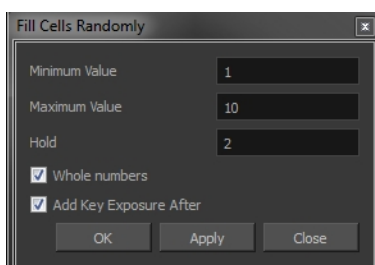 Fill Cells Randomly
Minimum Value 1
Maximum Value 10
Hold 2
Whole numbers
Add Key Exposure After
OK Apply Close